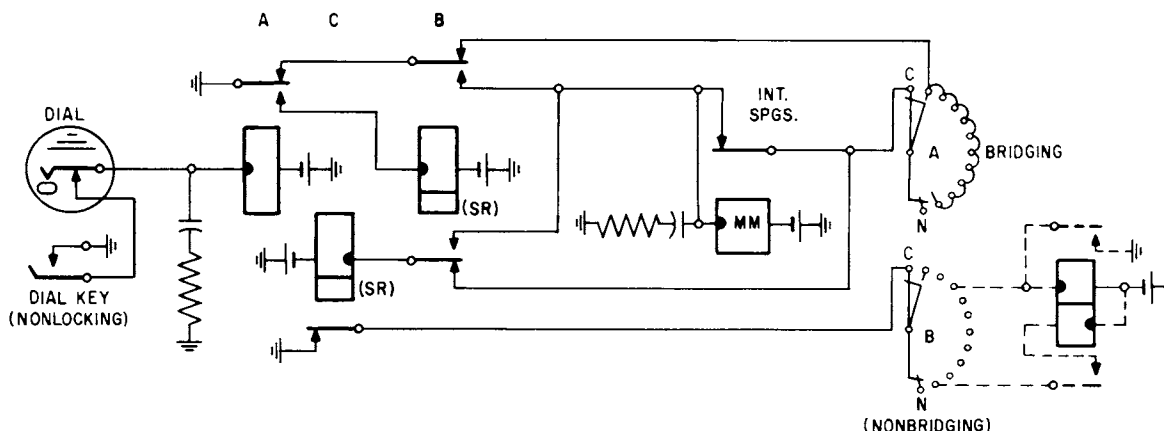 A C B
DIAL
DIAL KEY
(NONLOCKING)
(SR)
(SR)
INT.
SPGS.
MM
C
A
BRIDGING
N
C
B
N
(NONBRIDGING)